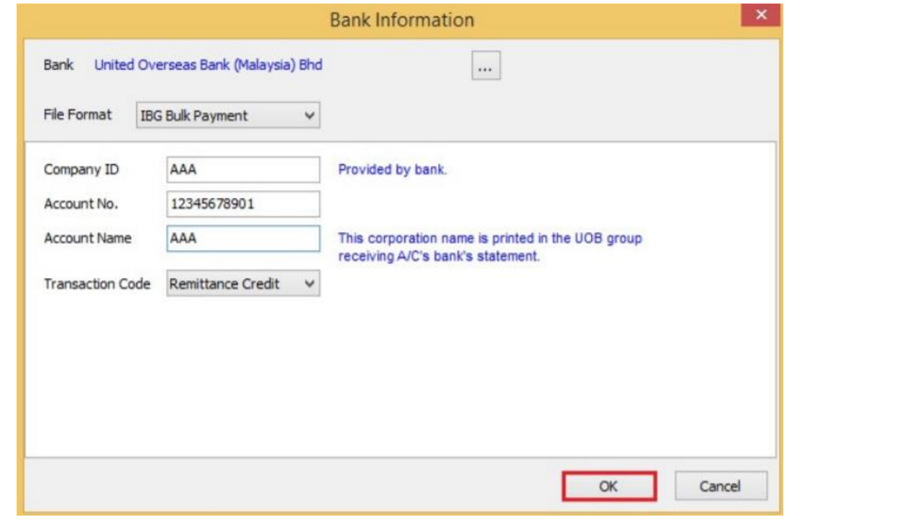 Bank Information
Bank United Overseas Bank (Malaysia) Bhd ...
File Format IBG Bulk Payment
Company ID AAA Provided by bank.
Account No. 12345678901
Account Name AAA This corporation name is printed in the UOB group
receiving A/C's bank's statement.
Transaction Code Remittance Credit
OK Cancel